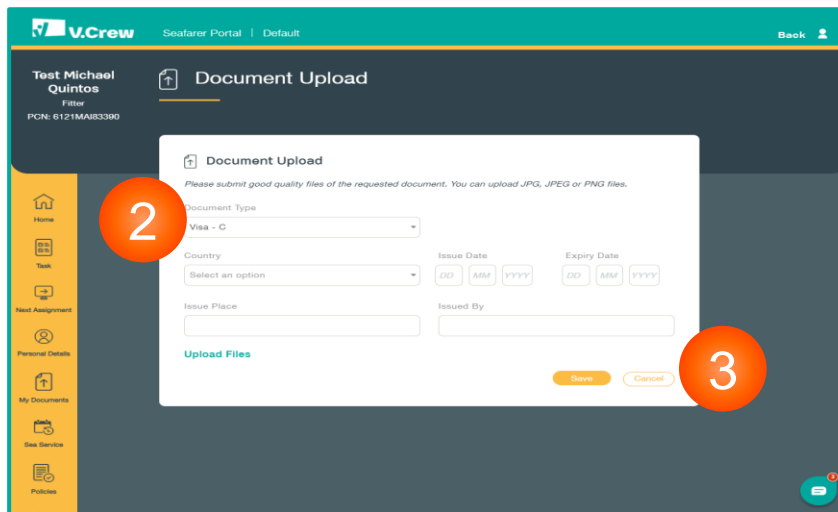 V.Crew Seafarer Portal | Default Back
Test Michael
Quintos
Fitter
PCN: 6121MAI83390
Document Upload
Document Upload
Please submit good quality files of the requested document. You can upload JPG, JPEG or PNG files.
2
Document Type
Visa - C
Country Issue Date Expiry Date
Select an option DD MM YYYY DD MM YYYY
Issue Place Issued By
Upload Files
Save Cancel
3
Home
Task
Next Assignment
Personal Details
My Documents
Sea Service
Policies
3